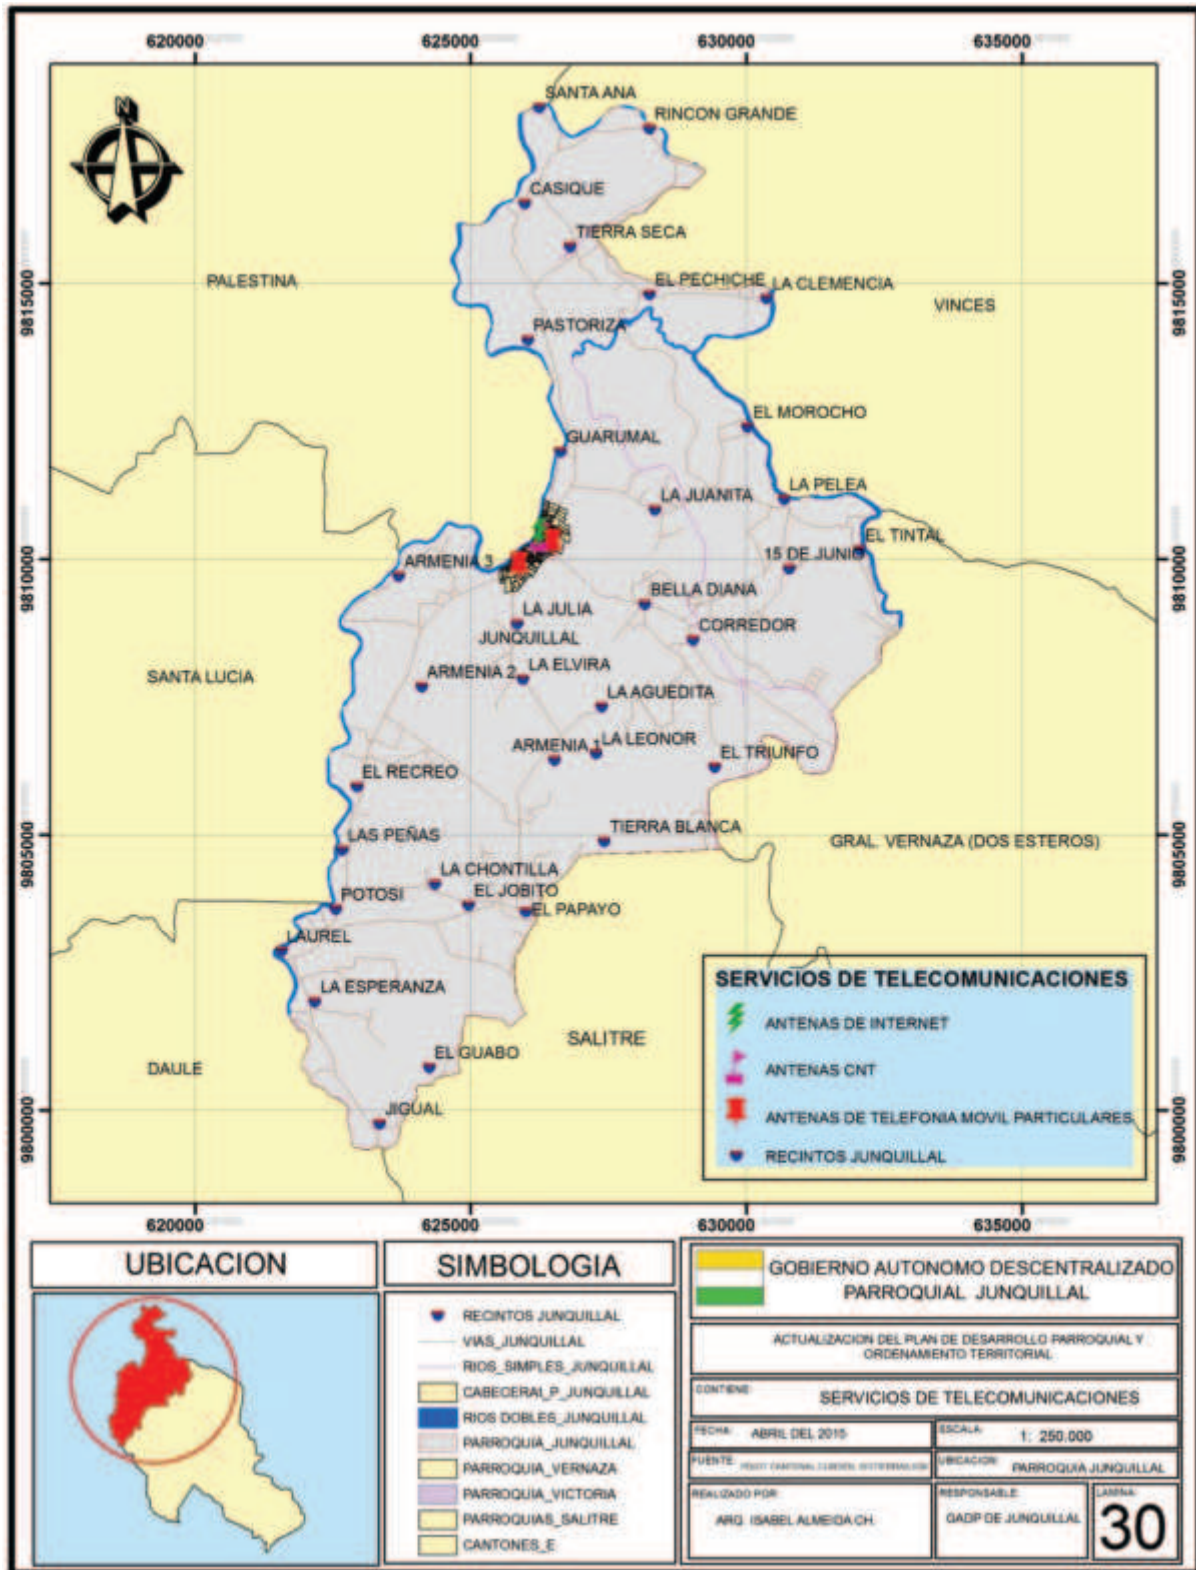 620000 625000 630000 635000
N
SANTA ANA
RINCON GRANDE
CASIQUE
TIERRA SECA
PALESTINA
EL PECHICHE
LA CLEMENCIA
VINCES
9815000
9815000
PASTORIZA
EL MOROCHO
GUARUMAL
LA PELEA
LA JUANITA
EL TINTAL
15 DE JUNIO
9810000
9810000
ARMENIA 3
BELLA DIANA
LA JULIA
CORREDOR
JUNQUILLAL
LA ELVIRA
ARMENIA 2
SANTA LUCIA
LA AGUEDITA
ARMENIA 1
LA LEONOR
EL TRIUNFO
EL RECREO
TIERRA BLANCA
LAS PEÑAS
GRAL. VERNAZA (DOS ESTEROS)
9805000
9805000
LA CHONTILLA
POTOSI
EL JOBITO
EL PAPAYO
LAUREL
LA ESPERANZA
SALITRE
EL GUABO
DAULE
JIGUAL
9800000
9800000
SERVICIOS DE TELECOMUNICACIONES
ANTENAS DE INTERNET
ANTENAS CNT
ANTENAS DE TELEFONIA MOVIL PARTICULARES
RECINTOS JUNQUILLAL
620000 625000 630000 635000
UBICACION
SIMBOLOGIA
RECINTOS JUNQUILLAL
VIAS_JUNQUILLAL
RIOS_SIMPLES_JUNQUILLAL
CABECERAI_P_JUNQUILLAL
RIOS DOBLES_JUNQUILLAL
PARROQUIA_JUNQUILLAL
PARROQUIA_VERNAZA
PARROQUIA_VICTORIA
PARROQUIAS_SALITRE
CANTONES_E
GOBIERNO AUTONOMO DESCENTRALIZADO
PARROQUIAL JUNQUILLAL
ACTUALIZACION DEL PLAN DE DESARROLLO PARROQUIAL Y
ORDENAMIENTO TERRITORIAL
CONTIENE: SERVICIOS DE TELECOMUNICACIONES
FECHA: ABRIL DEL 2015
ESCALA: 1: 250.000
FUENTE:
UBICACION: PARROQUIA JUNQUILLAL
REALIZADO POR:
ARQ. ISABEL ALMEIDA CH.
RESPONSABLE:
GADP DE JUNQUILLAL
LAMINA:
30